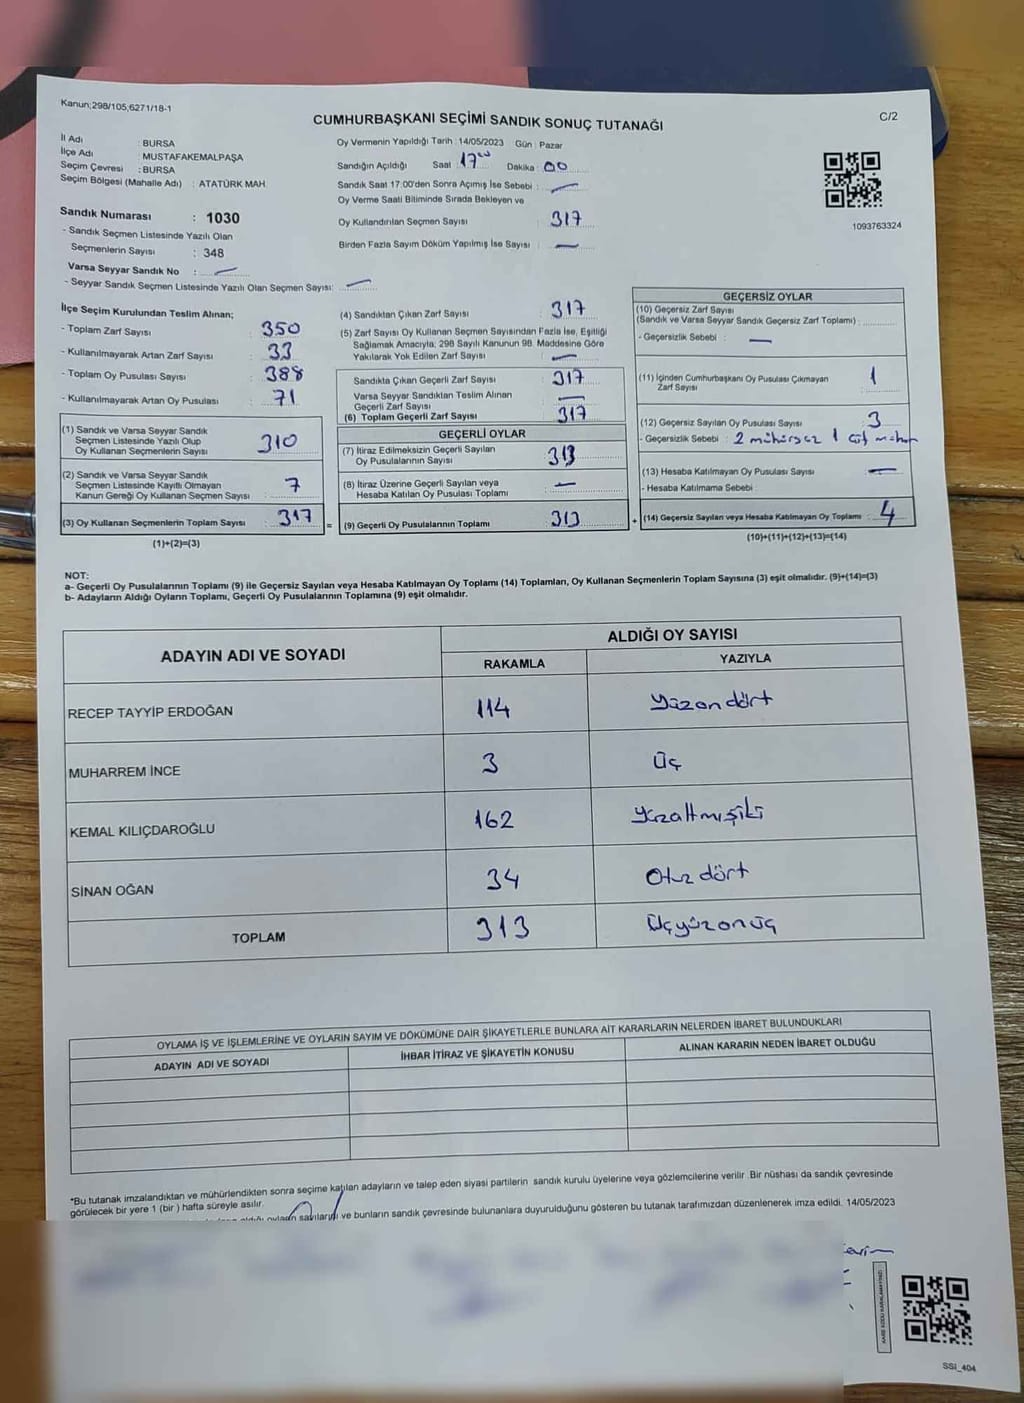 Kanun;298/105,6271/18-1
C/2
CUMHURBAŞKANI SEÇİMİ SANDIK SONUÇ TUTANAĞI
İl Adı : BURSA
İlçe Adı : MUSTAFAKEMALPAŞA
Seçim Çevresi : BURSA
Seçim Bölgesi (Mahalle Adı) : ATATÜRK MAH.
Sandık Numarası : 1030
- Sandık Seçmen Listesinde Yazılı Olan
Seçmenlerin Sayısı : 348
Varsa Seyyar Sandık No : —
- Seyyar Sandık Seçmen Listesinde Yazılı Olan Seçmen Sayısı: —
Oy Vermenin Yapıldığı Tarih : 14/05/2023 Gün : Pazar
Sandığın Açıldığı Saat : 17 Dakika : 00
Sandık Saat 17:00'den Sonra Açımış İse Sebebi : —
Oy Verme Saati Bitiminde Sırada Bekleyen ve
Oy Kullandırılan Seçmen Sayısı : 317
Birden Fazla Sayım Döküm Yapılmış İse Sayısı : —
1093763324
İlçe Seçim Kurulundan Teslim Alınan;
- Toplam Zarf Sayısı : 350
- Kullanılmayarak Artan Zarf Sayısı : 33
- Toplam Oy Pusulası Sayısı : 388
- Kullanılmayarak Artan Oy Pusulası : 71
(1) Sandık ve Varsa Seyyar Sandık
Seçmen Listesinde Yazılı Olup
Oy Kullanan Seçmenlerin Sayısı : 310
(2) Sandık ve Varsa Seyyar Sandık
Seçmen Listesinde Kayıtlı Olmayan
Kanun Gereği Oy Kullanan Seçmen Sayısı : 7
(3) Oy Kullanan Seçmenlerin Toplam Sayısı : 317
(1)+(2)=(3)
(4) Sandıktan Çıkan Zarf Sayısı : 317
(5) Zarf Sayısı Oy Kullanan Seçmen Sayısından Fazla İse, Eşitliği
Sağlamak Amacıyla; 298 Sayılı Kanunun 98. Maddesine Göre
Yakılarak Yok Edilen Zarf Sayısı : —
Sandıkta Çıkan Geçerli Zarf Sayısı : 317
Varsa Seyyar Sandıktan Teslim Alınan
Geçerli Zarf Sayısı : —
(6) Toplam Geçerli Zarf Sayısı : 317
GEÇERLİ OYLAR
(7) İtiraz Edilmeksizin Geçerli Sayılan
Oy Pusulalarının Sayısı : 313
(8) İtiraz Üzerine Geçerli Sayılan veya
Hesaba Katılan Oy Pusulası Toplamı : —
= (9) Geçerli Oy Pusulalarının Toplamı : 313
GEÇERSİZ OYLAR
(10) Geçersiz Zarf Sayısı
(Sandık ve Varsa Seyyar Sandık Geçersiz Zarf Toplamı) :
- Geçersizlik Sebebi : —
(11) İçinden Cumhurbaşkanı Oy Pusulası Çıkmayan
Zarf Sayısı : 1
(12) Geçersiz Sayılan Oy Pusulası Sayısı : 3
- Geçersizlik Sebebi : 2 mühürsüz 1 çift mühür
(13) Hesaba Katılmayan Oy Pusulası Sayısı : —
- Hesaba Katılmama Sebebi :
+ (14) Geçersiz Sayılan veya Hesaba Katılmayan Oy Toplamı : 4
(10)+(11)+(12)+(13)=(14)
NOT:
a- Geçerli Oy Pusulalarının Toplamı (9) ile Geçersiz Sayılan veya Hesaba Katılmayan Oy Toplamı (14) Toplamları, Oy Kullanan Seçmenlerin Toplam Sayısına (3) eşit olmalıdır. (9)+(14)=(3)
b- Adayların Aldığı Oyların Toplamı, Geçerli Oy Pusulalarının Toplamına (9) eşit olmalıdır.
ADAYIN ADI VE SOYADI ALDIĞI OY SAYISI
RAKAMLA YAZIYLA
RECEP TAYYİP ERDOĞAN 114 Yüzondört
MUHARREM İNCE 3 üç
KEMAL KILIÇDAROĞLU 162 Yüzaltmışiki
SİNAN OĞAN 34 Otuzdört
TOPLAM 313 Üçyüzonüç
OYLAMA İŞ VE İŞLEMLERİNE VE OYLARIN SAYIM VE DÖKÜMÜNE DAİR ŞİKAYETLERLE BUNLARA AİT KARARLARIN NELERDEN İBARET BULUNDUKLARI
ADAYIN ADI VE SOYADI İHBAR İTİRAZ VE ŞİKAYETİN KONUSU ALINAN KARARIN NEDEN İBARET OLDUĞU
*Bu tutanak imzalandıktan ve mühürlendikten sonra seçime katılan adayların ve talep eden siyasi partilerin sandık kurulu üyelerine veya gözlemcilerine verilir. Bir nüshası da sandık çevresinde
görülecek bir yere 1 (bir) hafta süreyle asılır.
oyların sayılarını ve bunların sandık çevresinde bulunanlara duyurulduğunu gösteren bu tutanak tarafımızdan düzenlenerek imza edildi. 14/05/2023
SSI_404